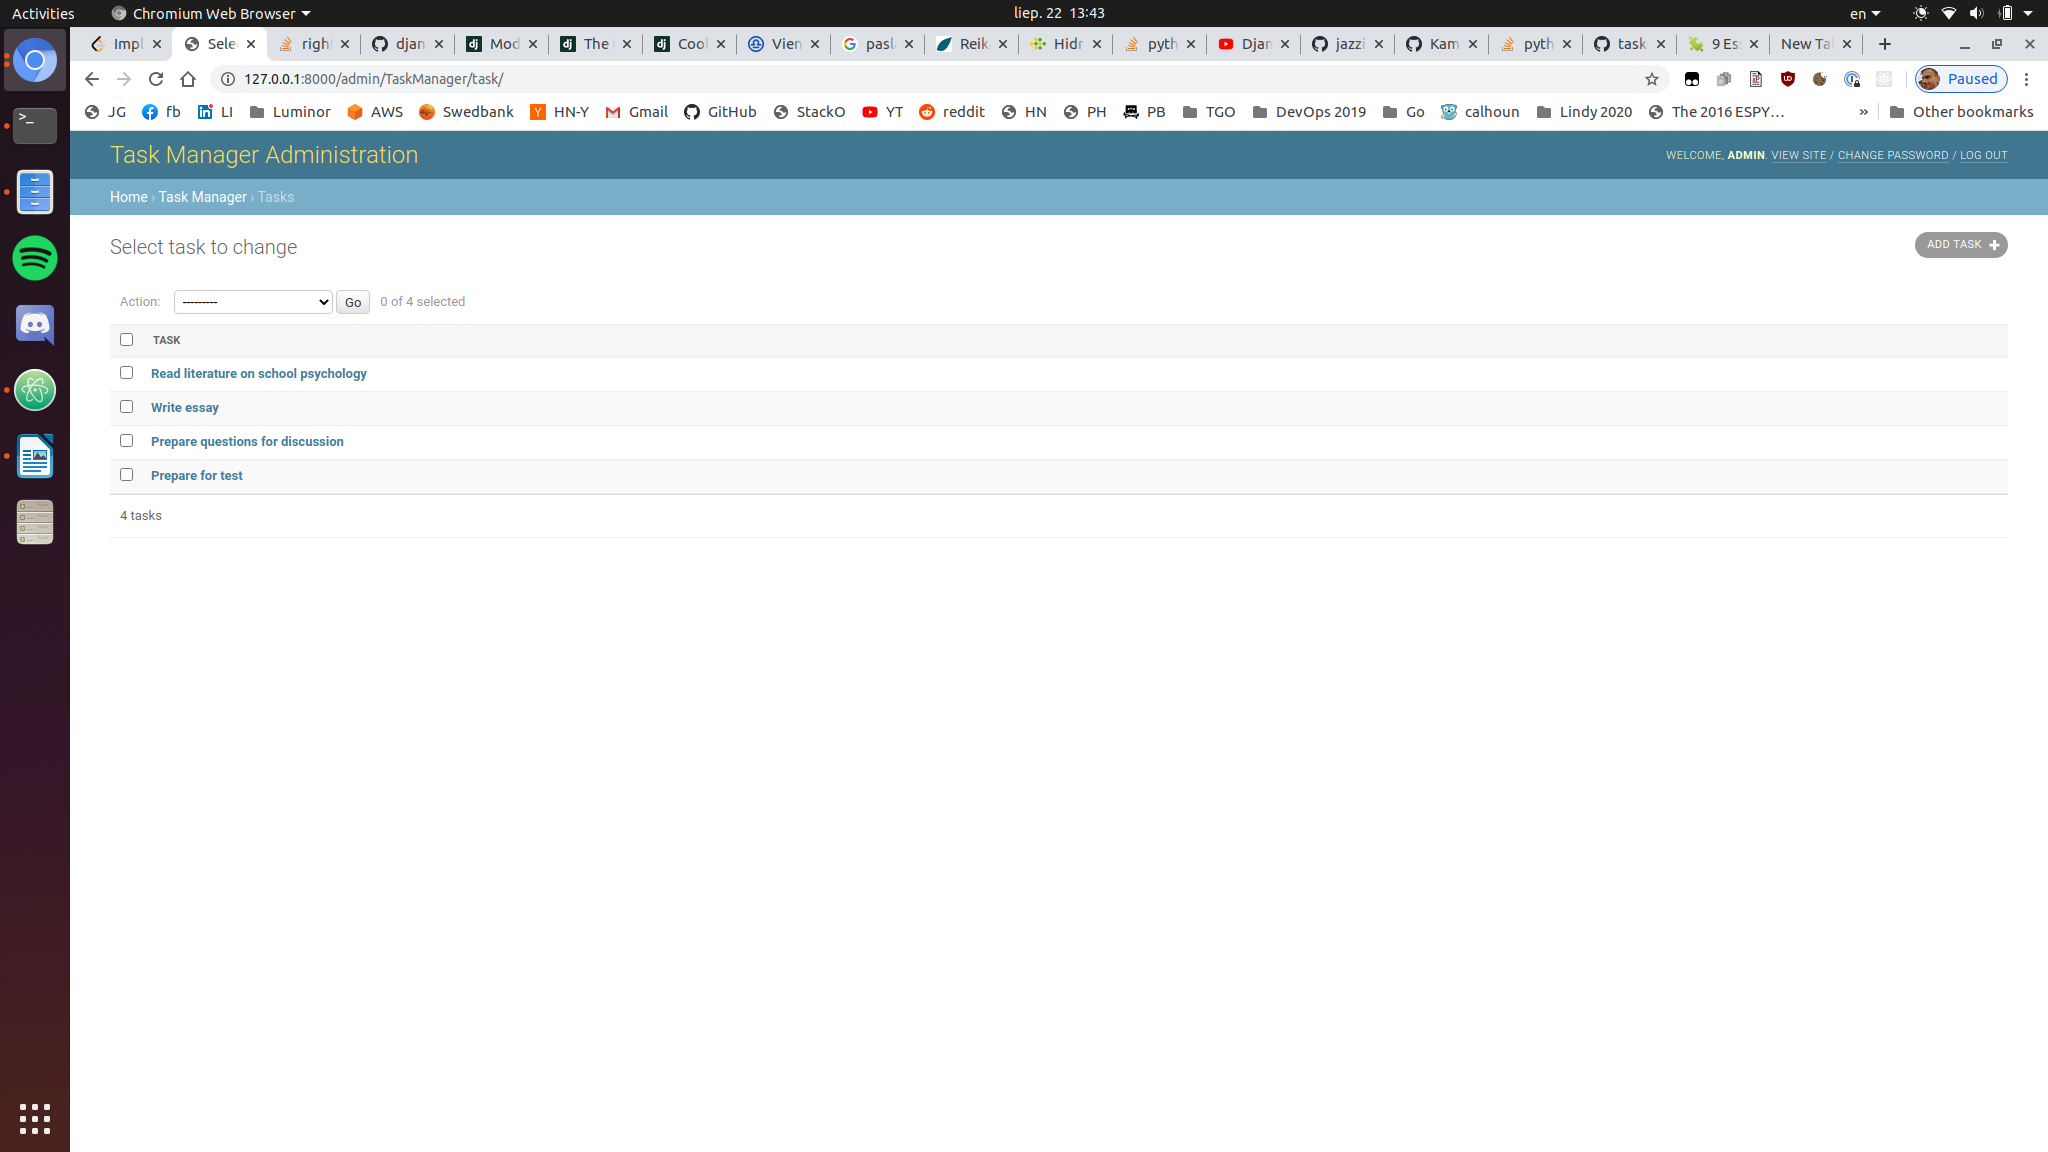 Activities Chromium Web Browser liep. 22 13:43 en
Impl Sele righ djan Mod The Cool Vien pasl Reik Hidr pyth Djan jazzi Kam pyth task 9 Es New Ta
127.0.0.1:8000/admin/TaskManager/task/ Paused
JG fb LI Luminor AWS Swedbank HN-Y Gmail GitHub StackO YT reddit HN PH PB TGO DevOps 2019 Go calhoun Lindy 2020 The 2016 ESPY… » Other bookmarks
Task Manager Administration WELCOME, ADMIN. VIEW SITE / CHANGE PASSWORD / LOG OUT
Home › Task Manager › Tasks
Select task to change ADD TASK
Action: --------- Go 0 of 4 selected
TASK
Read literature on school psychology
Write essay
Prepare questions for discussion
Prepare for test
4 tasks